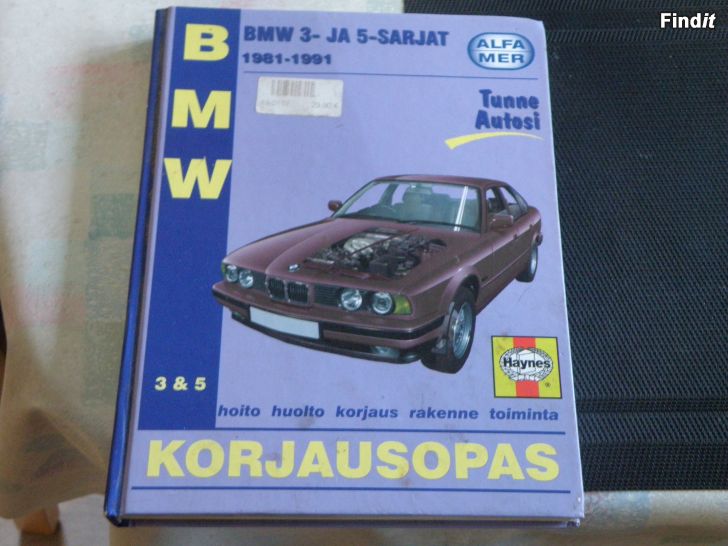 Findit
BMW
BMW 3- JA 5-SARJAT
1981-1991
ALFA
MER
Tunne
Autosi
Haynes
3 & 5
hoito huolto korjaus rakenne toiminta
KORJAUSOPAS